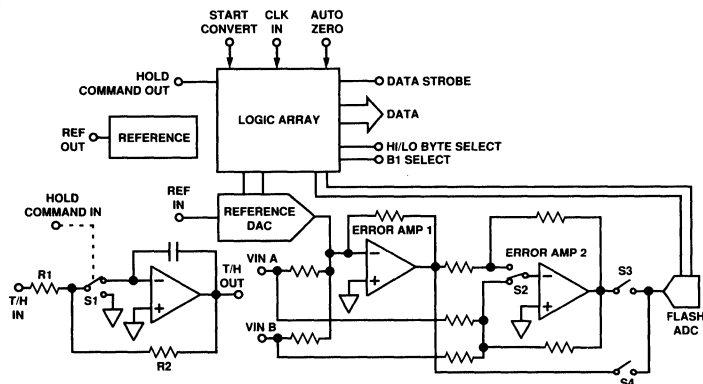 START
CONVERT
CLK
IN
AUTO
ZERO
HOLD
COMMAND OUT
DATA STROBE
LOGIC ARRAY
DATA
REF
OUT
REFERENCE
HI/LO BYTE SELECT
B1 SELECT
HOLD
COMMAND IN
REF
IN
REFERENCE
DAC
ERROR AMP 1
ERROR AMP 2
R1
T/H
IN
S1
T/H
OUT
VIN A
S2
S3
FLASH
ADC
VIN B
R2
S4